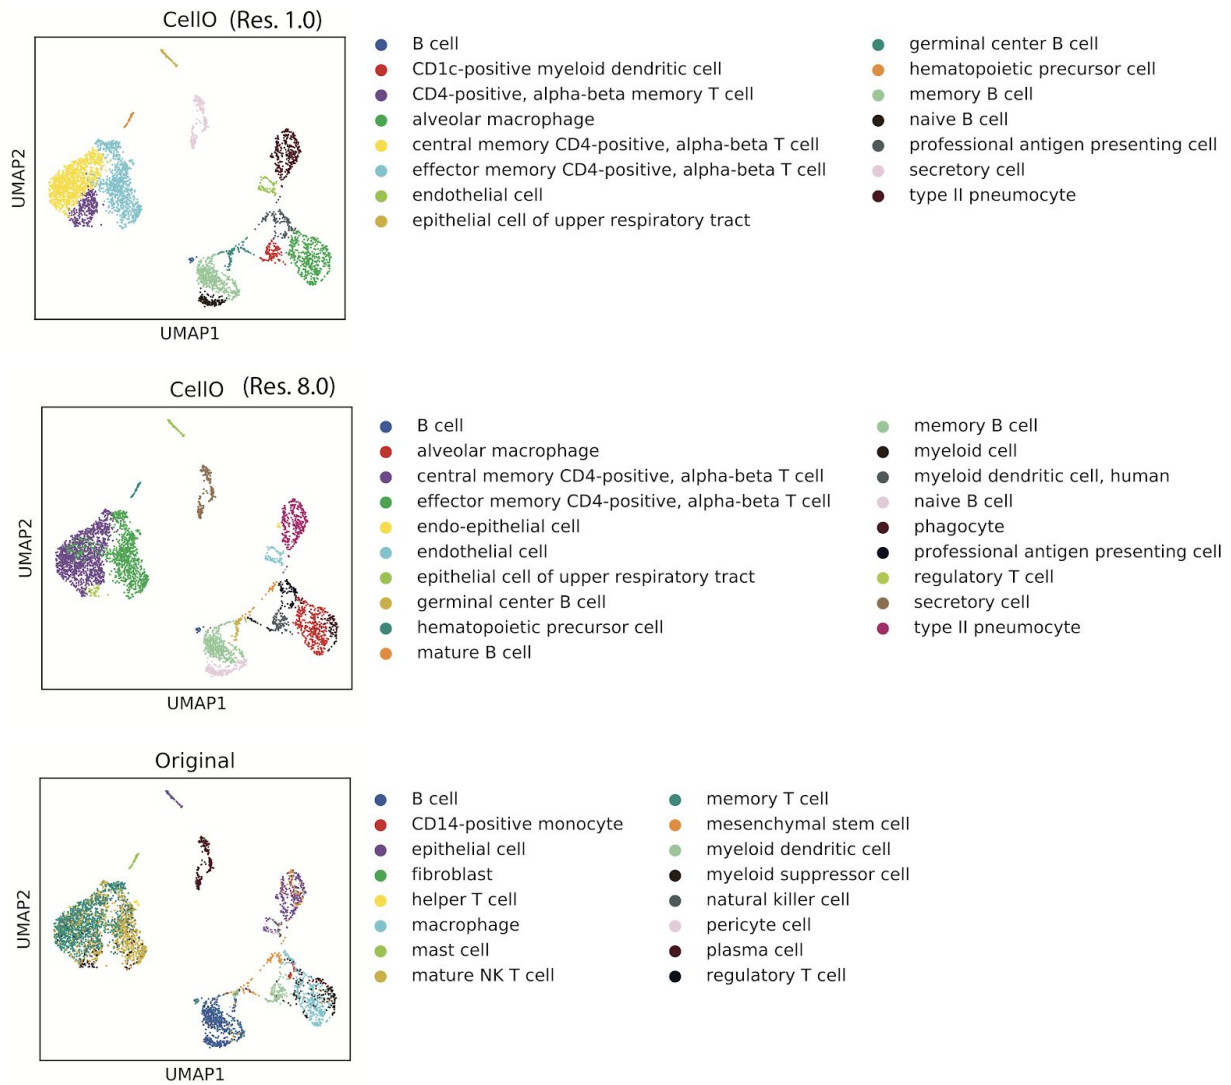 CellO (Res. 1.0)
UMAP2
UMAP1
B cell
CD1c-positive myeloid dendritic cell
CD4-positive, alpha-beta memory T cell
alveolar macrophage
central memory CD4-positive, alpha-beta T cell
effector memory CD4-positive, alpha-beta T cell
endothelial cell
epithelial cell of upper respiratory tract
germinal center B cell
hematopoietic precursor cell
memory B cell
naive B cell
professional antigen presenting cell
secretory cell
type II pneumocyte
CellO (Res. 8.0)
UMAP2
UMAP1
B cell
alveolar macrophage
central memory CD4-positive, alpha-beta T cell
effector memory CD4-positive, alpha-beta T cell
endo-epithelial cell
endothelial cell
epithelial cell of upper respiratory tract
germinal center B cell
hematopoietic precursor cell
mature B cell
memory B cell
myeloid cell
myeloid dendritic cell, human
naive B cell
phagocyte
professional antigen presenting cell
regulatory T cell
secretory cell
type II pneumocyte
Original
UMAP2
UMAP1
B cell
CD14-positive monocyte
epithelial cell
fibroblast
helper T cell
macrophage
mast cell
mature NK T cell
memory T cell
mesenchymal stem cell
myeloid dendritic cell
myeloid suppressor cell
natural killer cell
pericyte cell
plasma cell
regulatory T cell